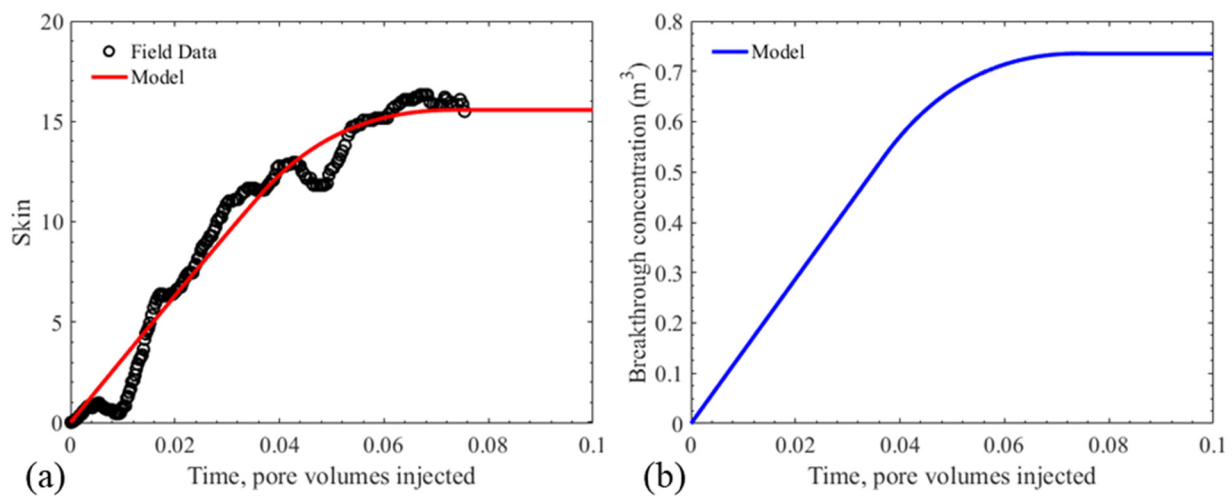 20
15
10
5
0
Skin
Field Data
Model
0
0.02
0.04
0.06
0.08
0.1
Time, pore volumes injected
(a)
0.8
0.7
0.6
0.5
0.4
0.3
0.2
0.1
0
Breakthrough concentration (m³)
Model
0
0.02
0.04
0.06
0.08
0.1
Time, pore volumes injected
(b)